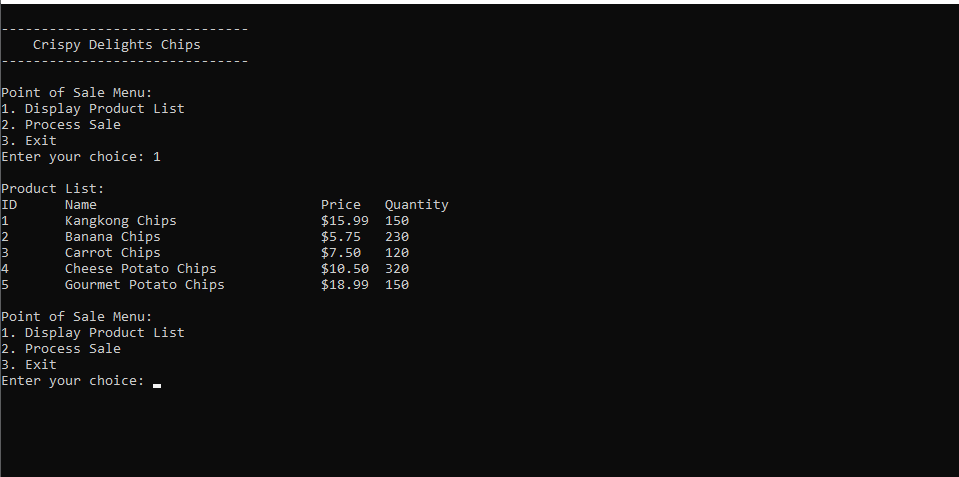 -------------------------------
Crispy Delights Chips
-------------------------------
Point of Sale Menu:
1. Display Product List
2. Process Sale
3. Exit
Enter your choice: 1
Product List:
ID Name Price Quantity
1 Kangkong Chips $15.99 150
2 Banana Chips $5.75 230
3 Carrot Chips $7.50 120
4 Cheese Potato Chips $10.50 320
5 Gourmet Potato Chips $18.99 150
Point of Sale Menu:
1. Display Product List
2. Process Sale
3. Exit
Enter your choice: